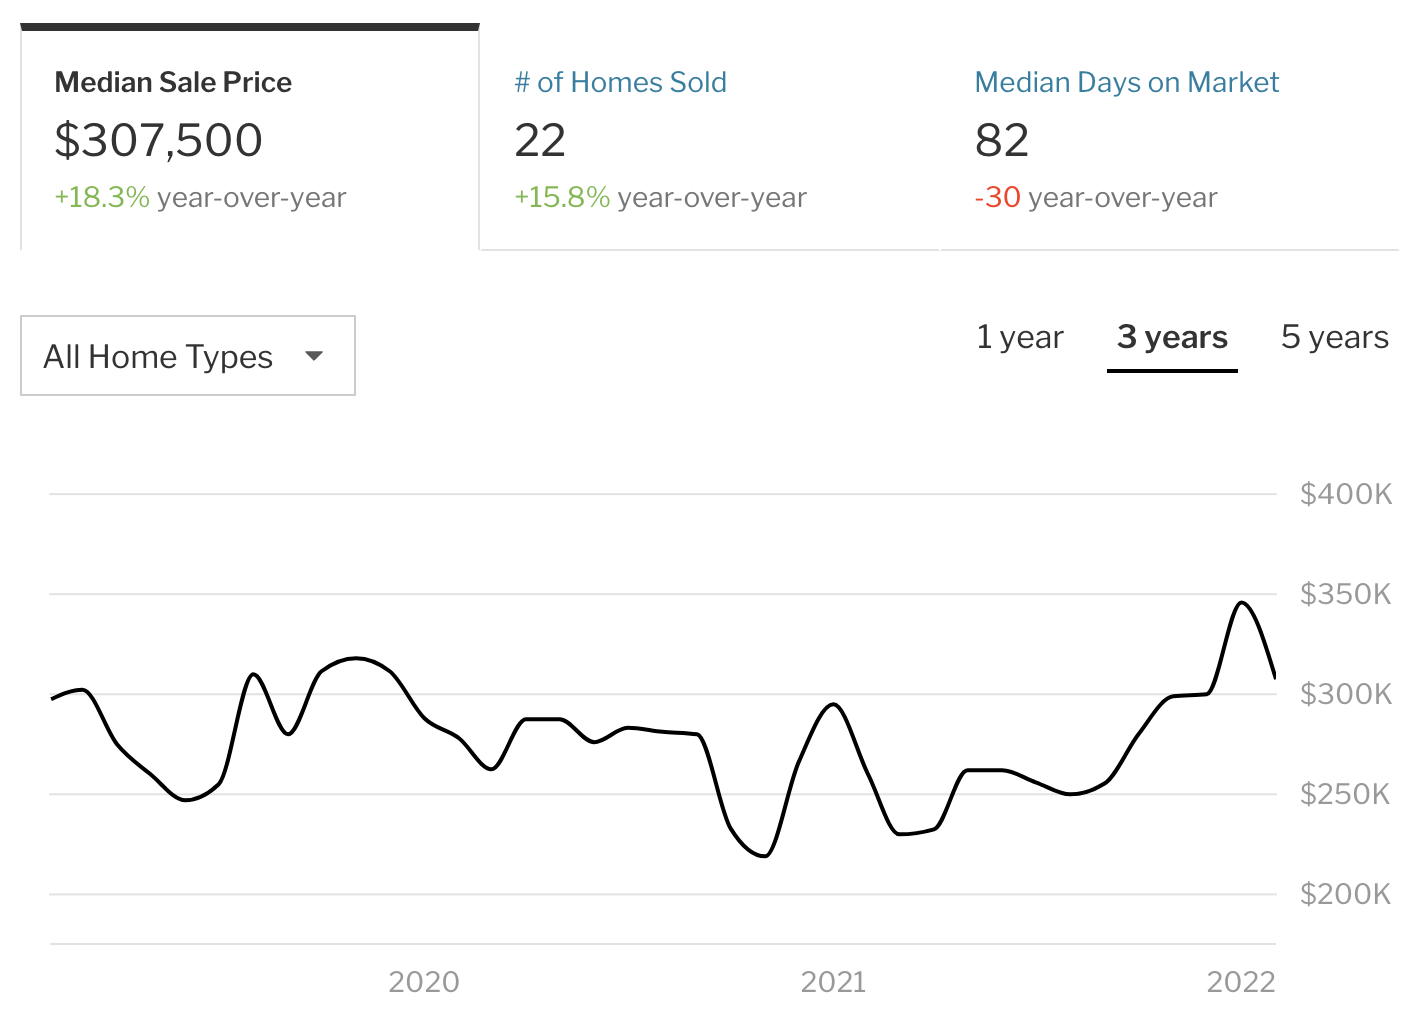 Median Sale Price
$307,500
+18.3% year-over-year
# of Homes Sold
22
+15.8% year-over-year
Median Days on Market
82
-30 year-over-year
All Home Types
1 year 3 years 5 years
$400K
$350K
$300K
$250K
$200K
2020 2021 2022